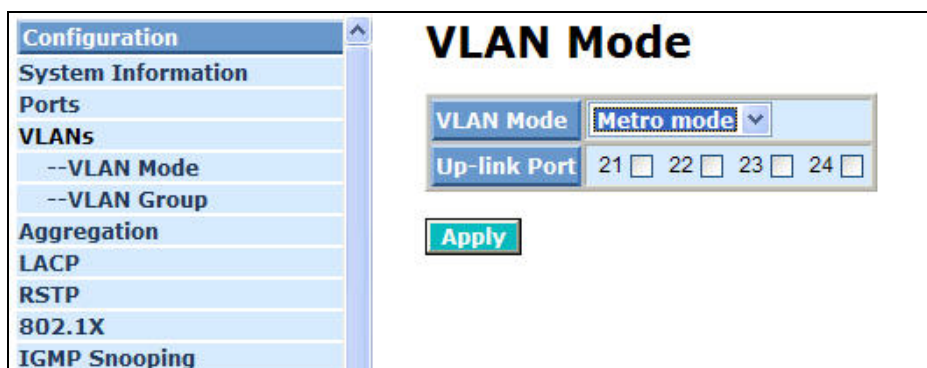 Configuration
System Information
Ports
VLANs
--VLAN Mode
--VLAN Group
Aggregation
LACP
RSTP
802.1X
IGMP Snooping
VLAN Mode
VLAN Mode Metro mode
Up-link Port 21 22 23 24
Apply